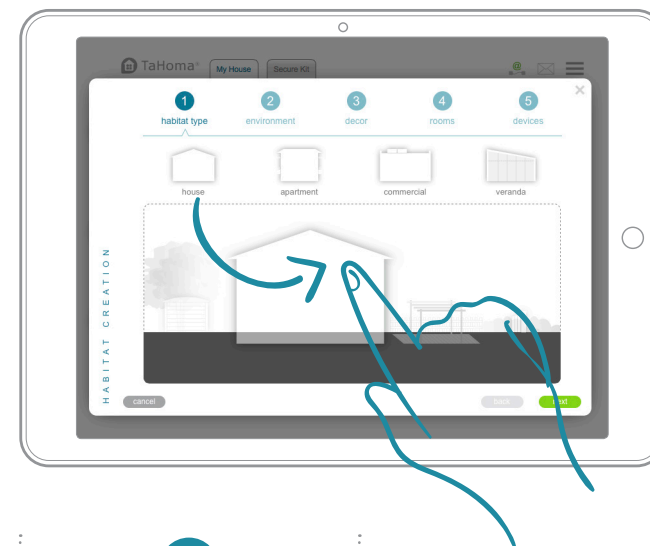 TaHoma®
My House
Secure Kit
@
1
2
3
4
5
habitat type
environment
decor
rooms
devices
house
apartment
commercial
veranda
HABITAT CREATION
cancel
back
next